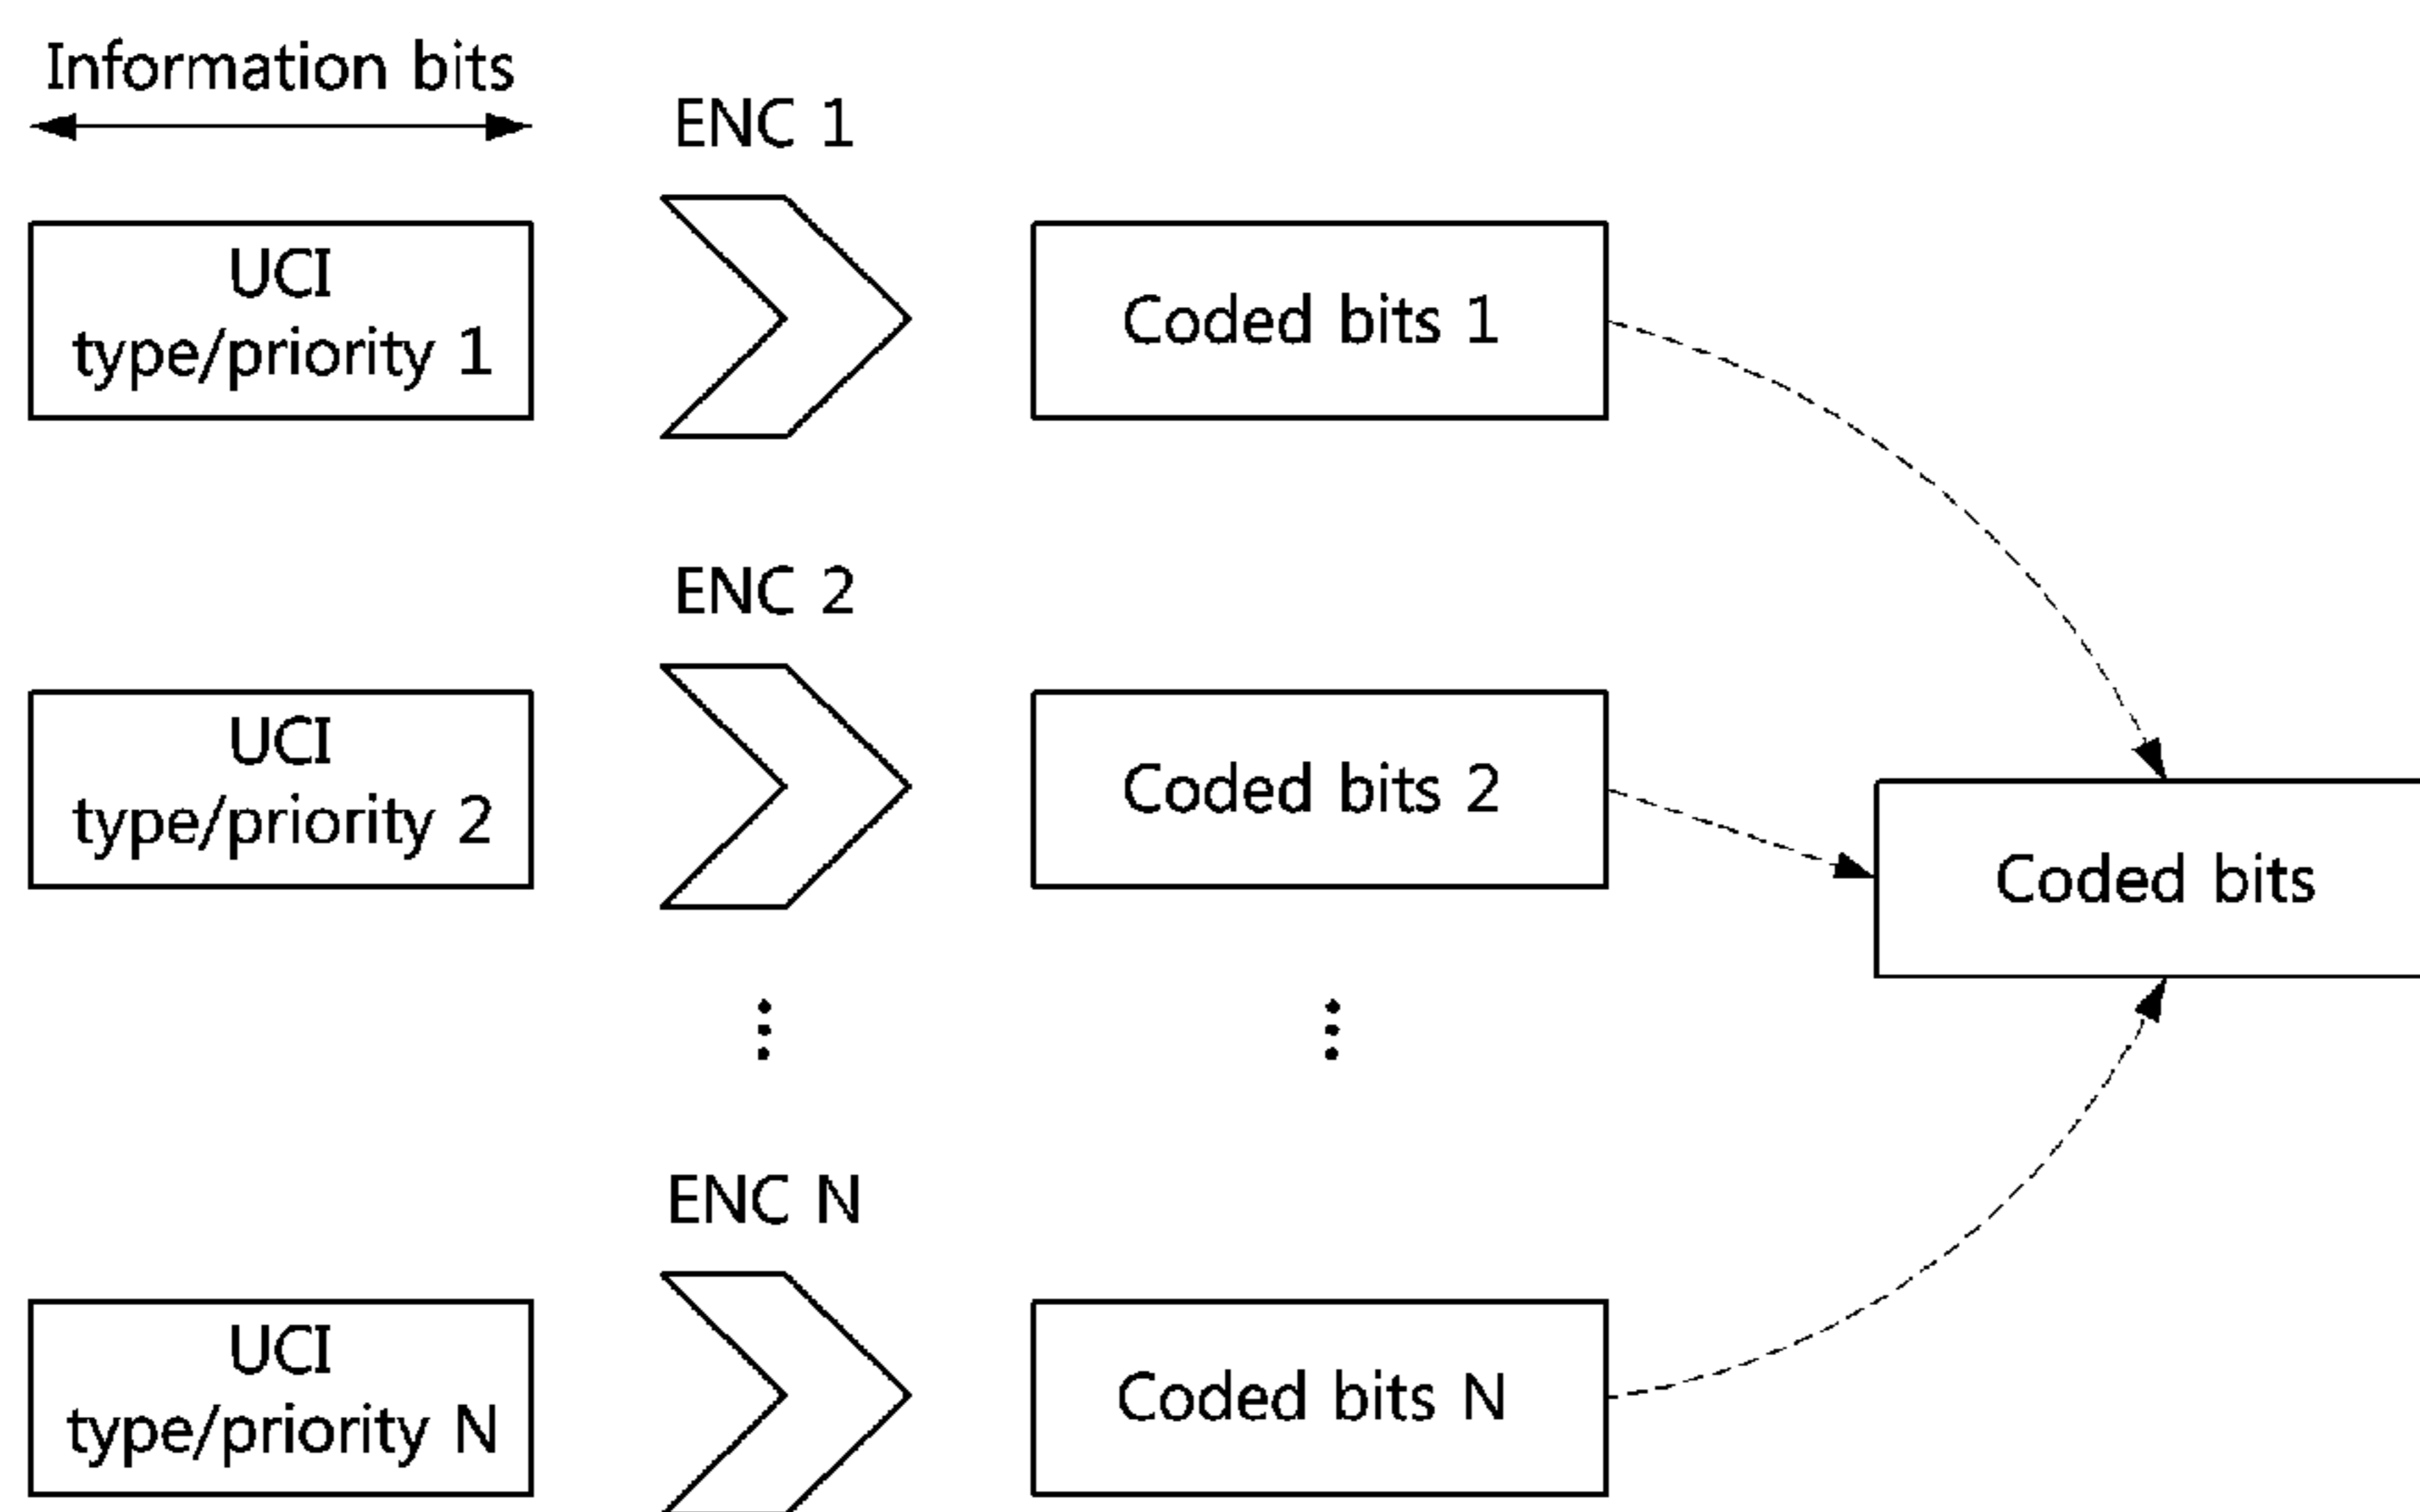 Information bits
ENC 1
UCI
type/priority 1
Coded bits 1
ENC 2
UCI
type/priority 2
Coded bits 2
Coded bits
ENC N
UCI
type/priority N
Coded bits N